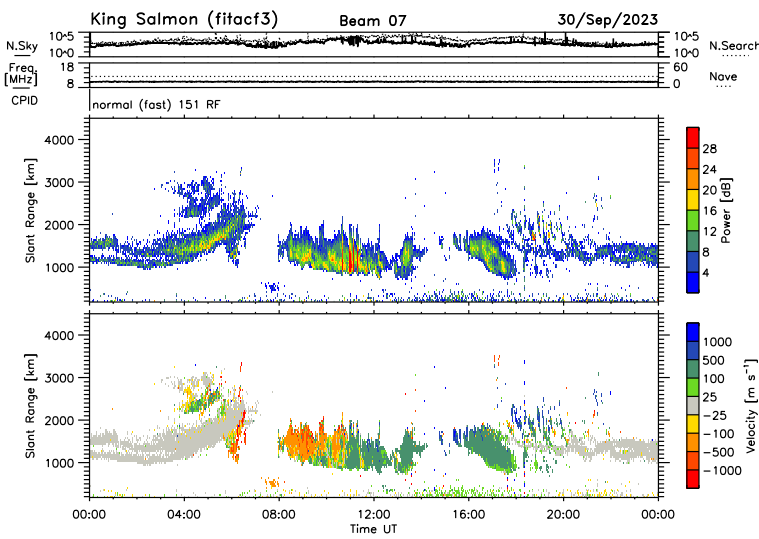 King Salmon (fitacf3) Beam 07 30/Sep/2023
N.Sky 10^5 10^0 10^5 10^0 N.Search
Freq. [MHz] 18 8 60 0 Nave
CPID normal (fast) 151 RF
Slant Range [km] 4000 3000 2000 1000
28 24 20 16 12 8 4 Power [dB]
Slant Range [km] 4000 3000 2000 1000
1000 500 100 25 −25 −100 −500 −1000 Velocity [m s⁻¹]
00:00 04:00 08:00 12:00 16:00 20:00 00:00
Time UT